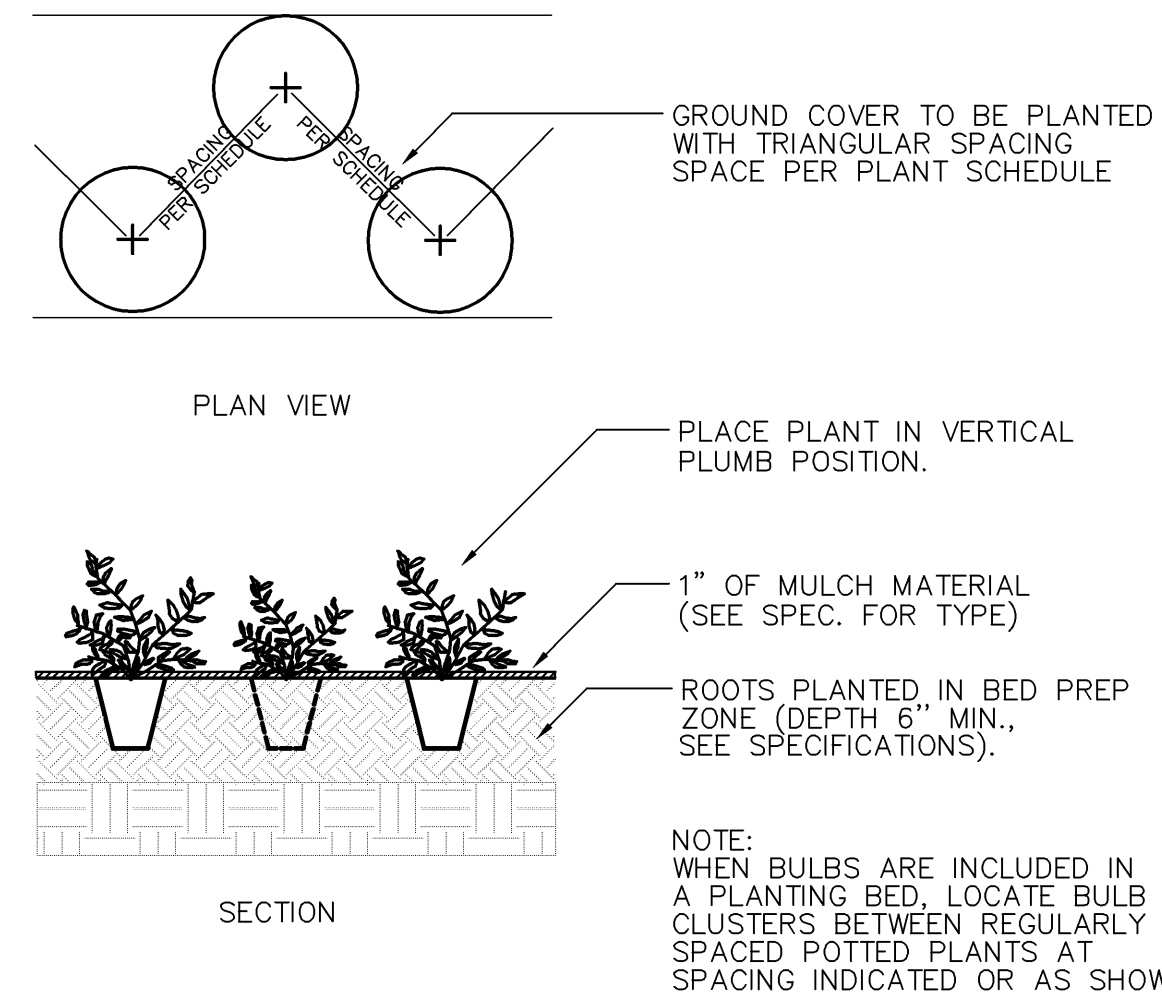 SPACING
PER SCHEDULE
SPACING
PER SCHEDULE
GROUND COVER TO BE PLANTED
WITH TRIANGULAR SPACING
SPACE PER PLANT SCHEDULE
PLAN VIEW
PLACE PLANT IN VERTICAL
PLUMB POSITION.
1” OF MULCH MATERIAL
(SEE SPEC. FOR TYPE)
ROOTS PLANTED IN BED PREP
ZONE (DEPTH 6” MIN.,
SEE SPECIFICATIONS).
SECTION
NOTE:
WHEN BULBS ARE INCLUDED IN
A PLANTING BED, LOCATE BULB
CLUSTERS BETWEEN REGULARLY
SPACED POTTED PLANTS AT
SPACING INDICATED OR AS SHOW